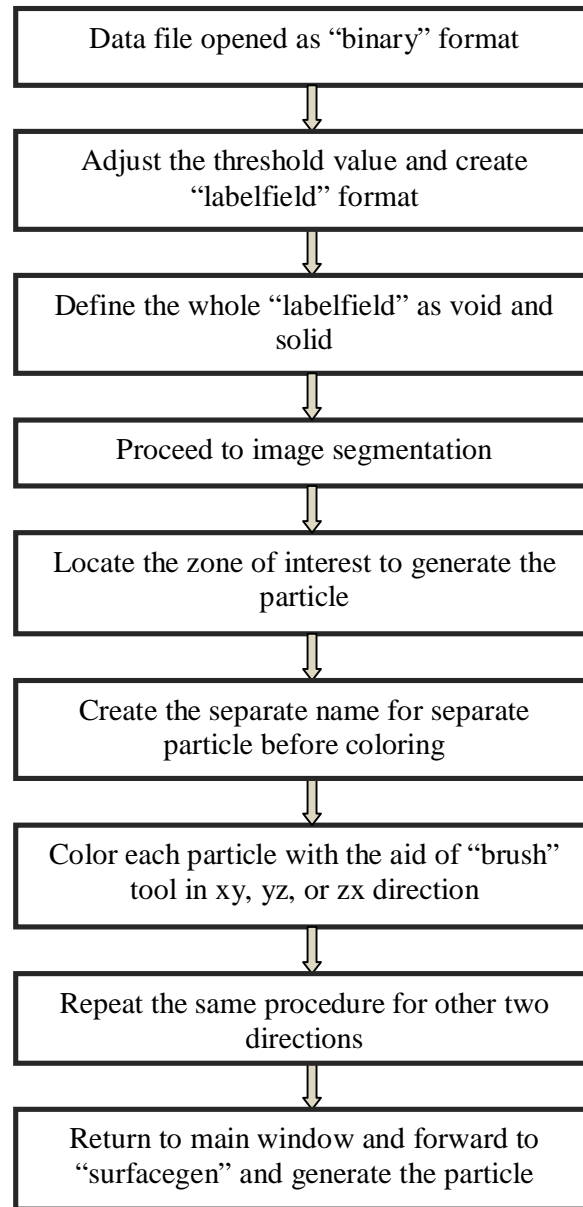 Data file opened as “binary” format
Adjust the threshold value and create
“labelfield” format
Define the whole “labelfield” as void and
solid
Proceed to image segmentation
Locate the zone of interest to generate the
particle
Create the separate name for separate
particle before coloring
Color each particle with the aid of “brush”
tool in xy, yz, or zx direction
Repeat the same procedure for other two
directions
Return to main window and forward to
“surfacegen” and generate the particle